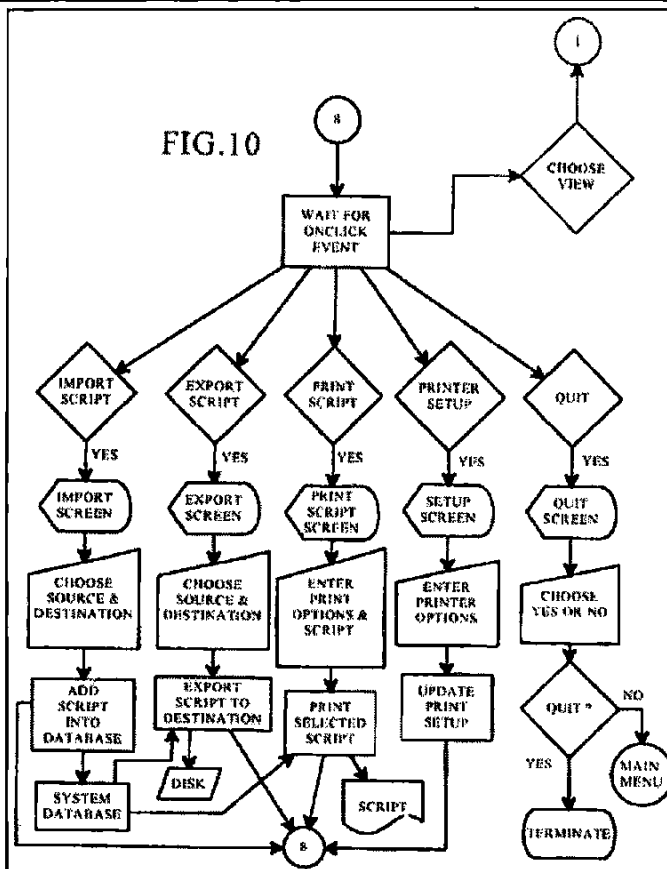 1
8
FIG.10
CHOOSE
VIEW
WAIT FOR
ONCLICK
EVENT
IMPORT
SCRIPT
EXPORT
SCRIPT
PRINT
SCRIPT
PRINTER
SETUP
QUIT
YES
YES
YES
YES
YES
IMPORT
SCREEN
EXPORT
SCREEN
PRINT
SCRIPT
SCREEN
SETUP
SCREEN
QUIT
SCREEN
CHOOSE
SOURCE &
DESTINATION
CHOOSE
SOURCE &
DESTINATION
ENTER
PRINT
OPTIONS &
SCRIPT
ENTER
PRINTER
OPTIONS
CHOOSE
YES OR NO
ADD
SCRIPT
INTO
DATABASE
EXPORT
SCRIPT TO
DESTINATION
PRINT
SELECTED
SCRIPT
UPDATE
PRINT
SETUP
QUIT
NO
YES
MAIN
MENU
SYSTEM
DATABASE
DISK
SCRIPT
8
TERMINATE